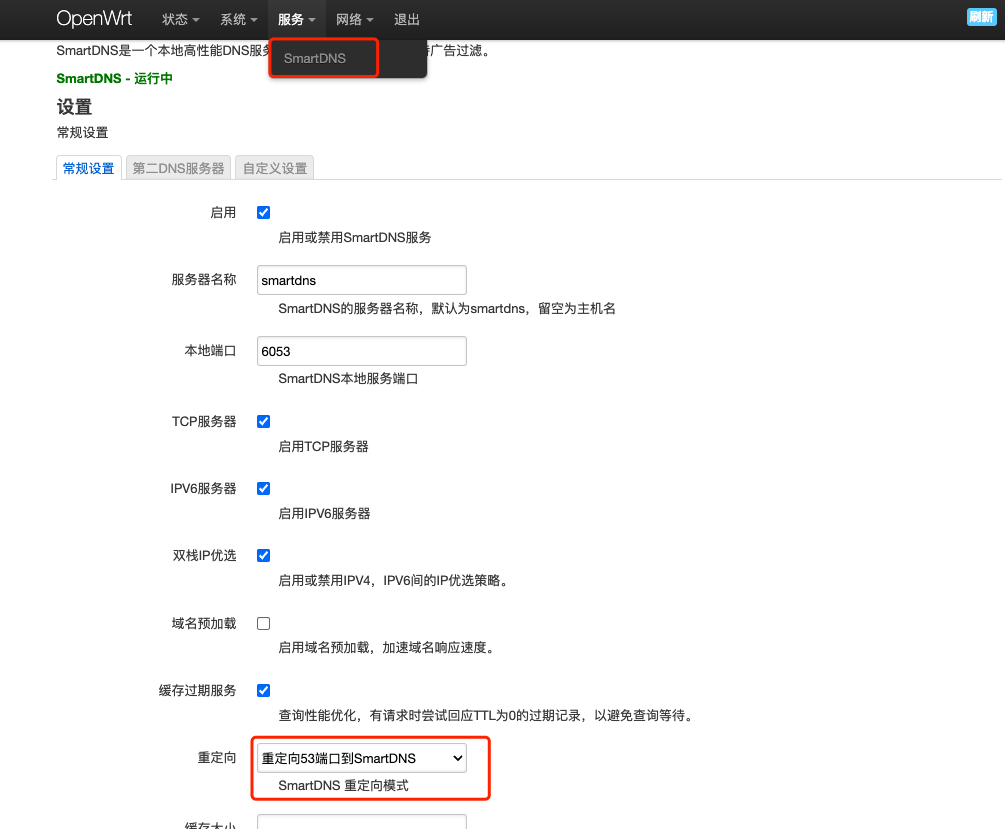 OpenWrt 状态 系统 服务 网络 退出 刷新
SmartDNS
SmartDNS是一个本地高性能DNS服务 广告过滤。
SmartDNS - 运行中
设置
常规设置
常规设置 第二DNS服务器 自定义设置
启用
启用或禁用SmartDNS服务
服务器名称 smartdns
SmartDNS的服务器名称，默认为smartdns，留空为主机名
本地端口 6053
SmartDNS本地服务端口
TCP服务器
启用TCP服务器
IPV6服务器
启用IPV6服务器
双栈IP优选
启用或禁用IPV4，IPV6间的IP优选策略。
域名预加载
启用域名预加载，加速域名响应速度。
缓存过期服务
查询性能优化，有请求时尝试回应TTL为0的过期记录，以避免查询等待。
重定向 重定向53端口到SmartDNS
SmartDNS 重定向模式
缓存大小